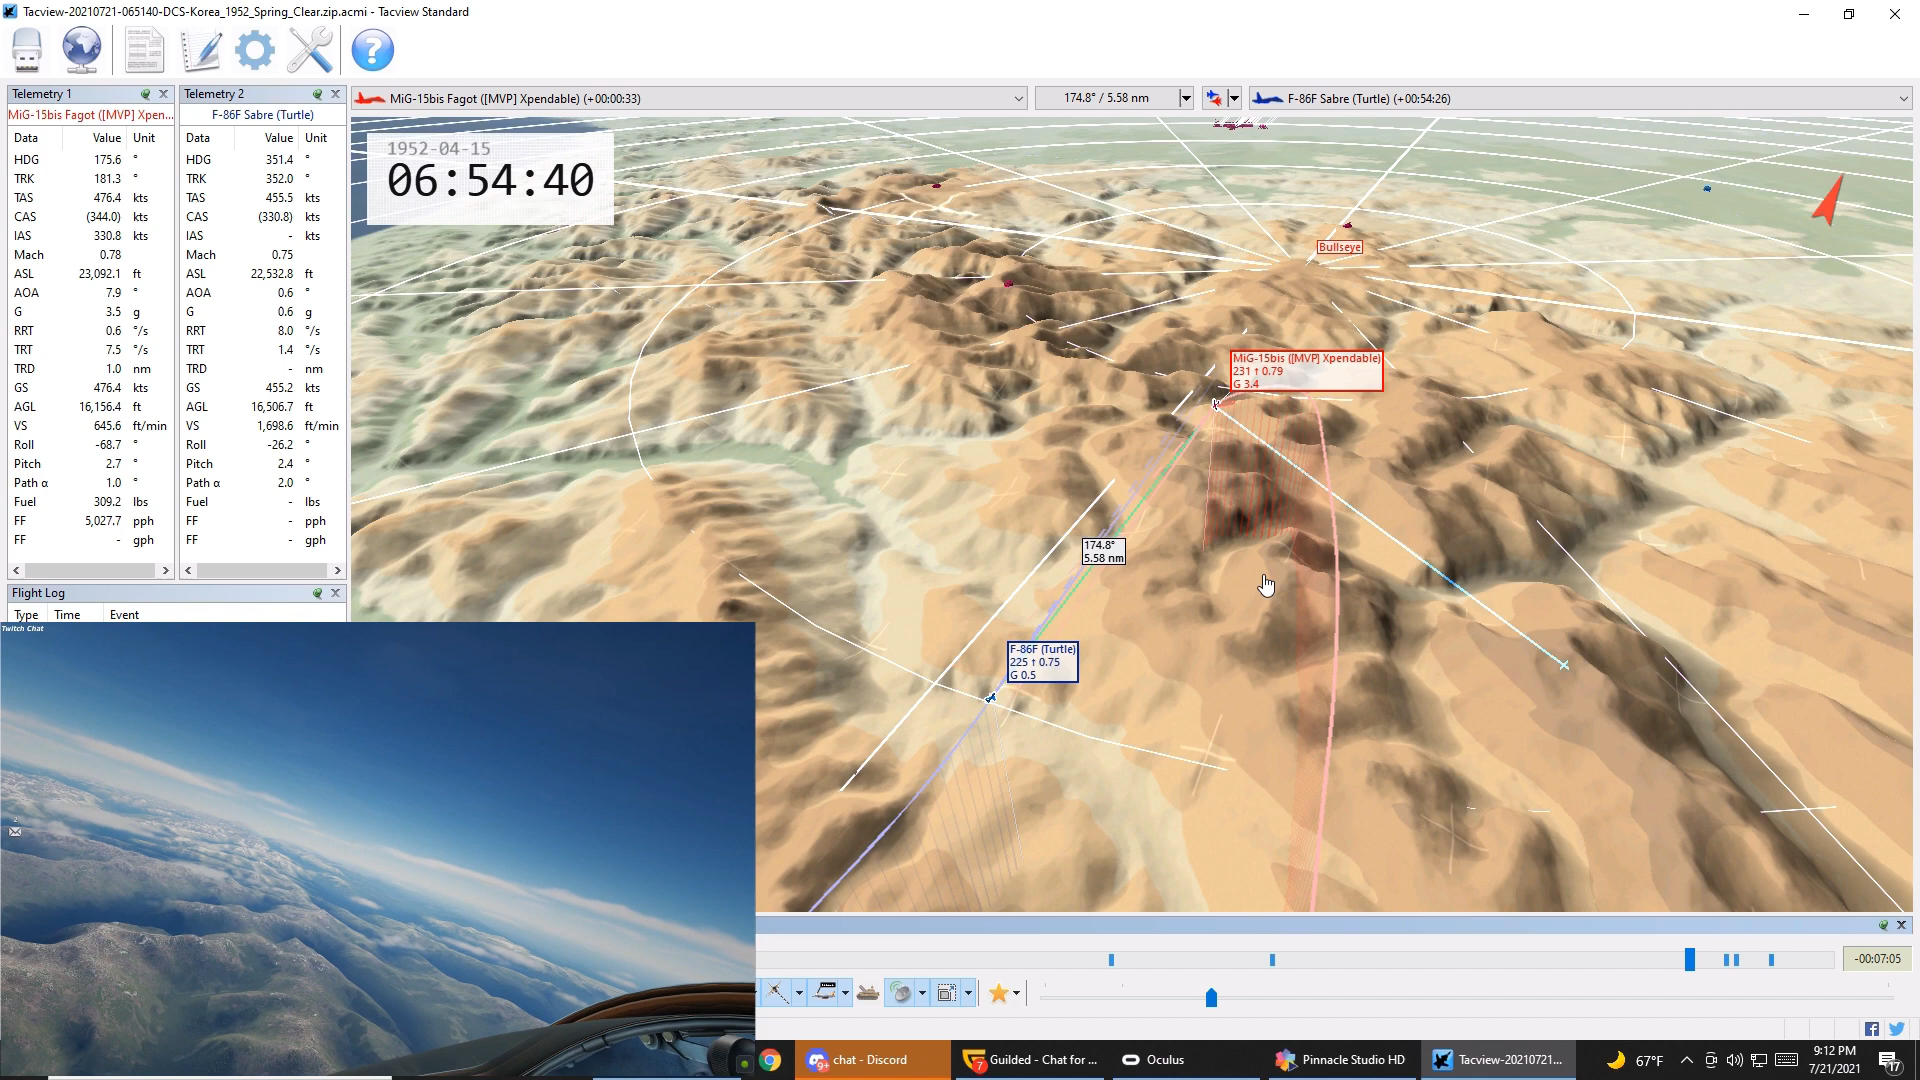 Tacview-20210721-065140-DCS-Korea_1952_Spring_Clear.zip.acmi - Tacview Standard
Telemetry 1
MiG-15bis Fagot ([MVP] Xpen...
Data Value Unit
HDG 175.6 °
TRK 181.3 °
TAS 476.4 kts
CAS (344.0) kts
IAS 330.8 kts
Mach 0.78
ASL 23,092.1 ft
AOA 7.9 °
G 3.5 g
RRT 0.6 °/s
TRT 7.5 °/s
TRD 1.0 nm
GS 476.4 kts
AGL 16,156.4 ft
VS 645.6 ft/min
Roll -68.7 °
Pitch 2.7 °
Path α 1.0 °
Fuel 309.2 lbs
FF 5,027.7 pph
FF - gph
Telemetry 2
F-86F Sabre (Turtle)
Data Value Unit
HDG 351.4 °
TRK 352.0 °
TAS 455.5 kts
CAS (330.8) kts
IAS - kts
Mach 0.75
ASL 22,532.8 ft
AOA 0.6 °
G 0.6 g
RRT 8.0 °/s
TRT 1.4 °/s
TRD - nm
GS 455.2 kts
AGL 16,506.7 ft
VS 1,698.6 ft/min
Roll -26.2 °
Pitch 2.4 °
Path α 2.0 °
Fuel - lbs
FF - pph
FF - gph
MiG-15bis Fagot ([MVP] Xpendable) (+00:00:33)
174.8° / 5.58 nm
F-86F Sabre (Turtle) (+00:54:26)
1952-04-15
06:54:40
Bullseye
MiG-15bis ([MVP] Xpendable)
231 ↑ 0.79
G 3.4
174.8°
5.58 nm
F-86F (Turtle)
225 ↑ 0.75
G 0.5
Flight Log
Type Time Event
Twitch Chat
2
-00:07:05
9+
chat - Discord
7
Guilded - Chat for ...
Oculus
Pinnacle Studio HD
Tacview-20210721...
67°F
9:12 PM
7/21/2021
17